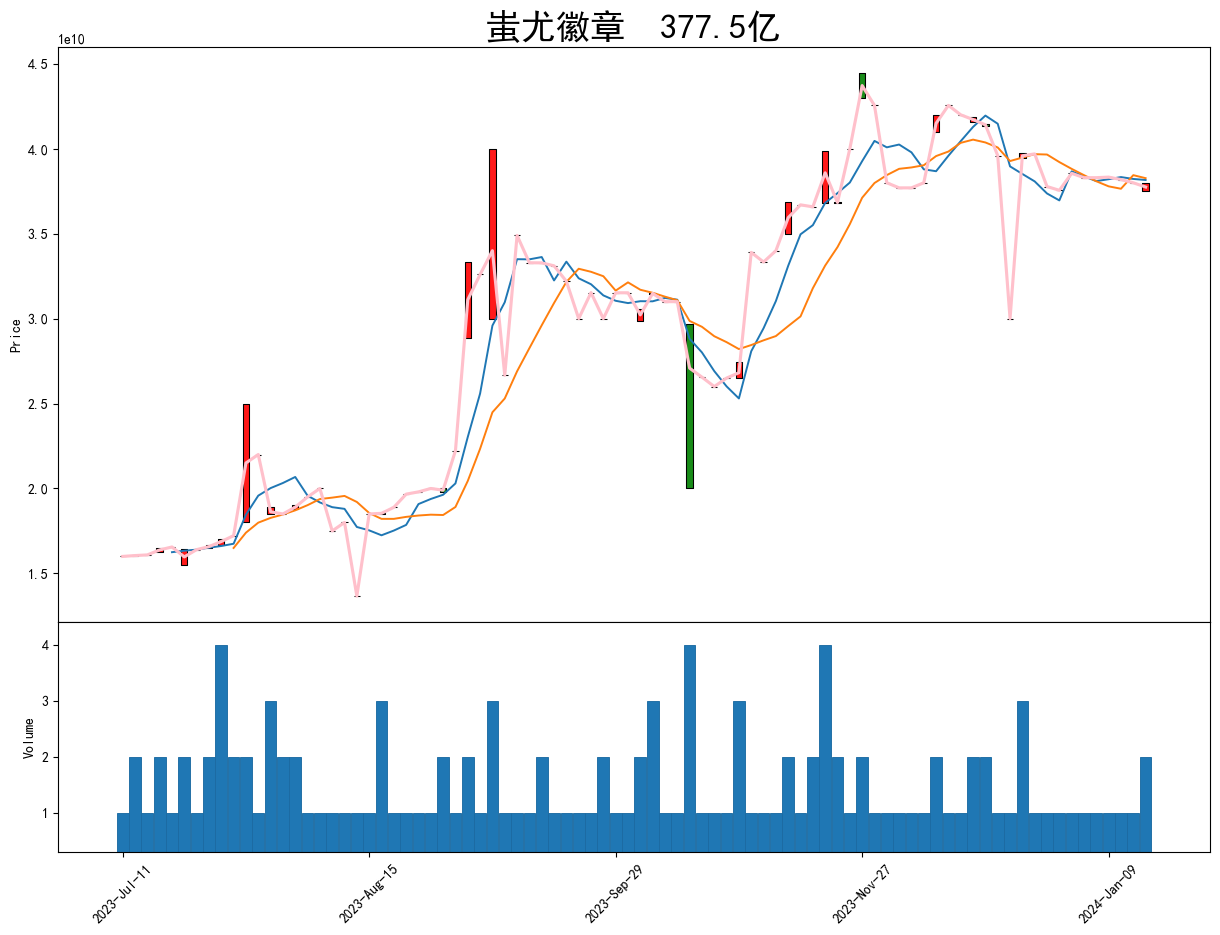 蚩尤徽章 377.5亿
1e10
4.5
4.0
3.5
3.0
2.5
2.0
1.5
Price
4
3
2
1
Volume
2023-Jul-11
2023-Aug-15
2023-Sep-29
2023-Nov-27
2024-Jan-09